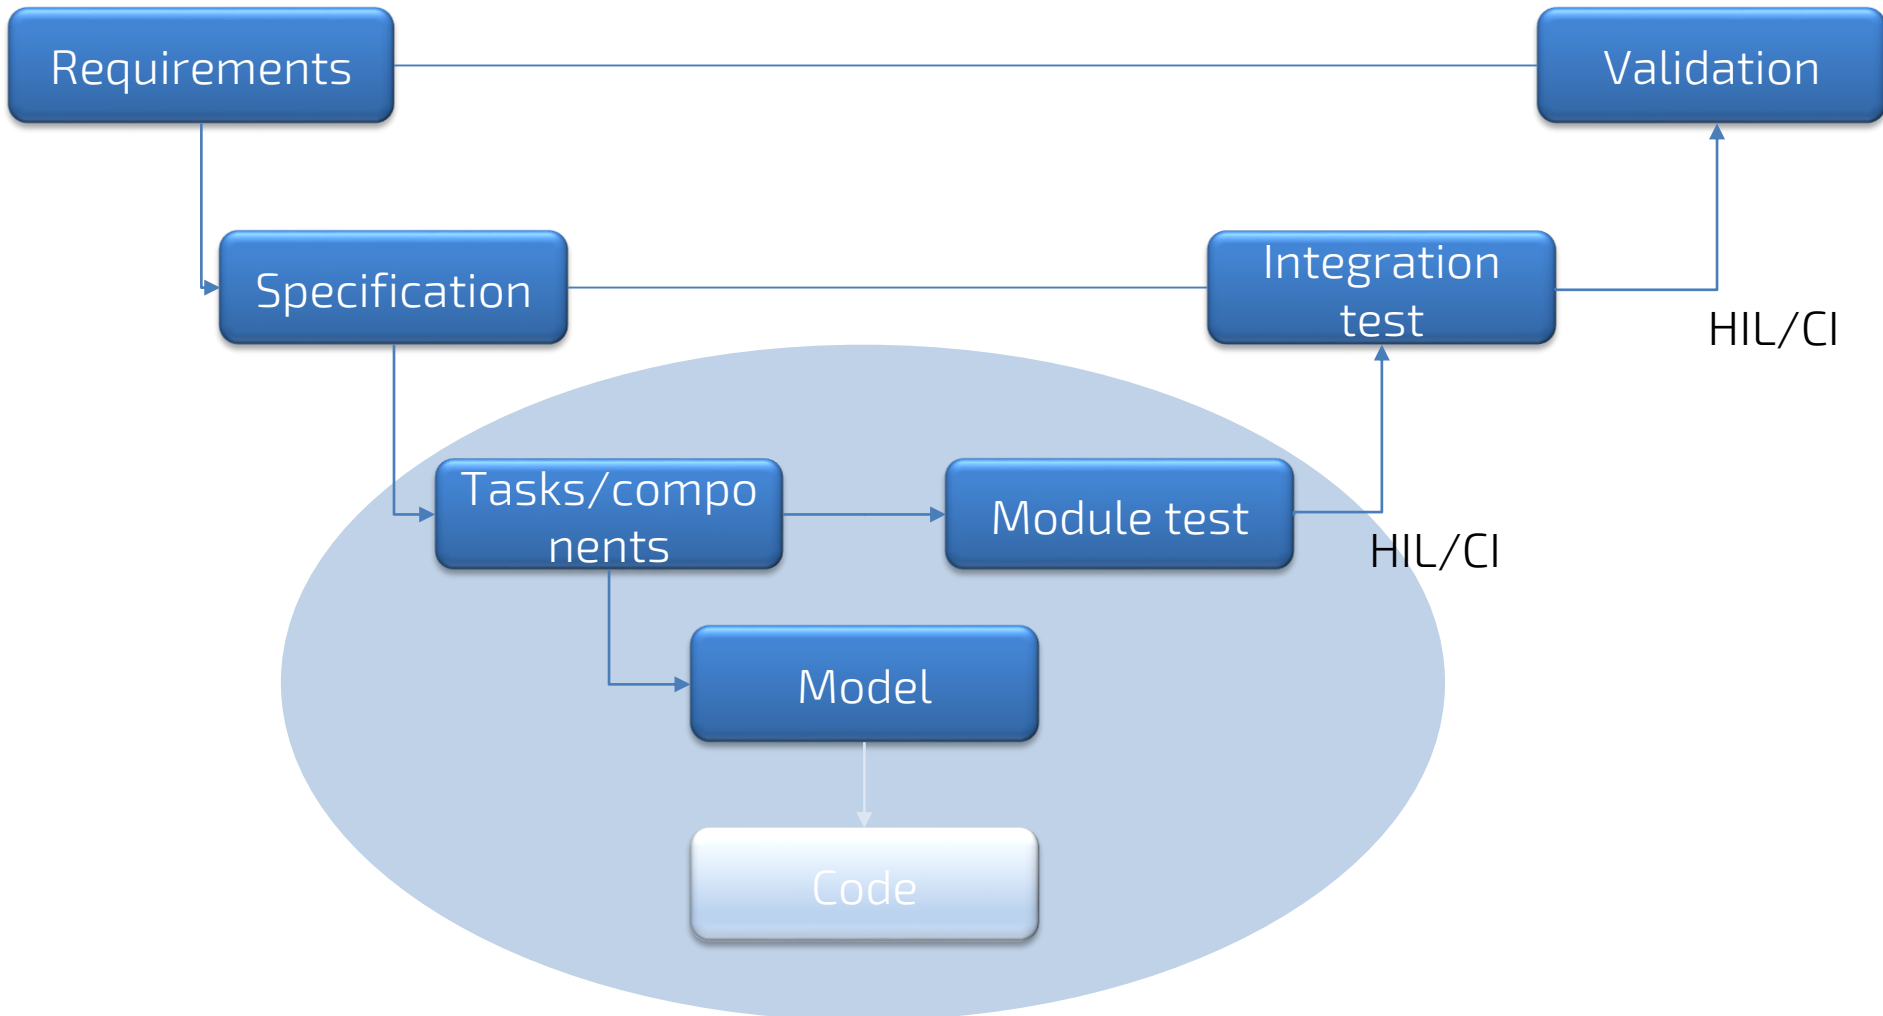 Requirements
Validation
Specification
Integration
test
HIL/CI
Tasks/compo
nents
Module test
HIL/CI
Model
Code